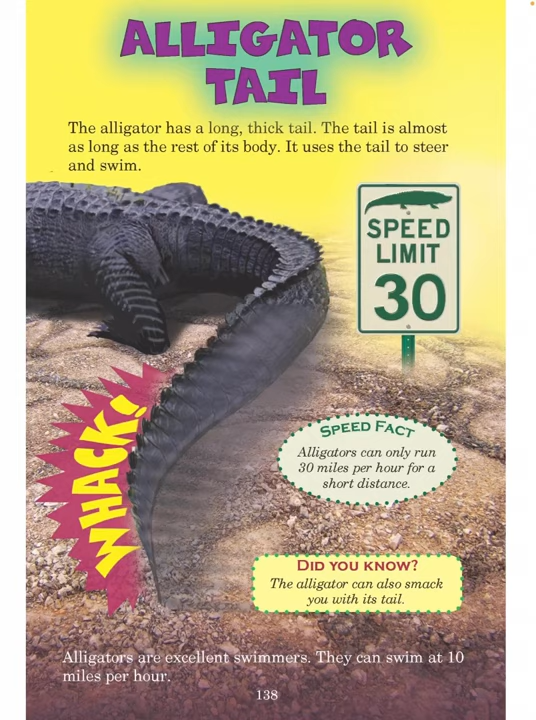 ALLIGATOR
TAIL
The alligator has a long, thick tail. The tail is almost
as long as the rest of its body. It uses the tail to steer
and swim.
SPEED
LIMIT
30
WHACK!
SPEED FACT
Alligators can only run
30 miles per hour for a
short distance.
DID YOU KNOW?
The alligator can also smack
you with its tail.
Alligators are excellent swimmers. They can swim at 10
miles per hour.
138